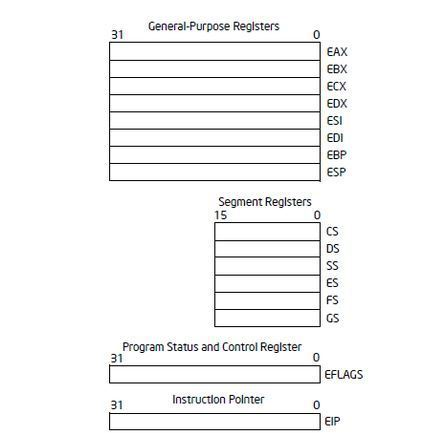 General-Purpose Registers
31 0
EAX
EBX
ECX
EDX
ESI
EDI
EBP
ESP
Segment Registers
15 0
CS
DS
SS
ES
FS
GS
Program Status and Control Register
31 0
EFLAGS
Instruction Pointer
31 0
EIP